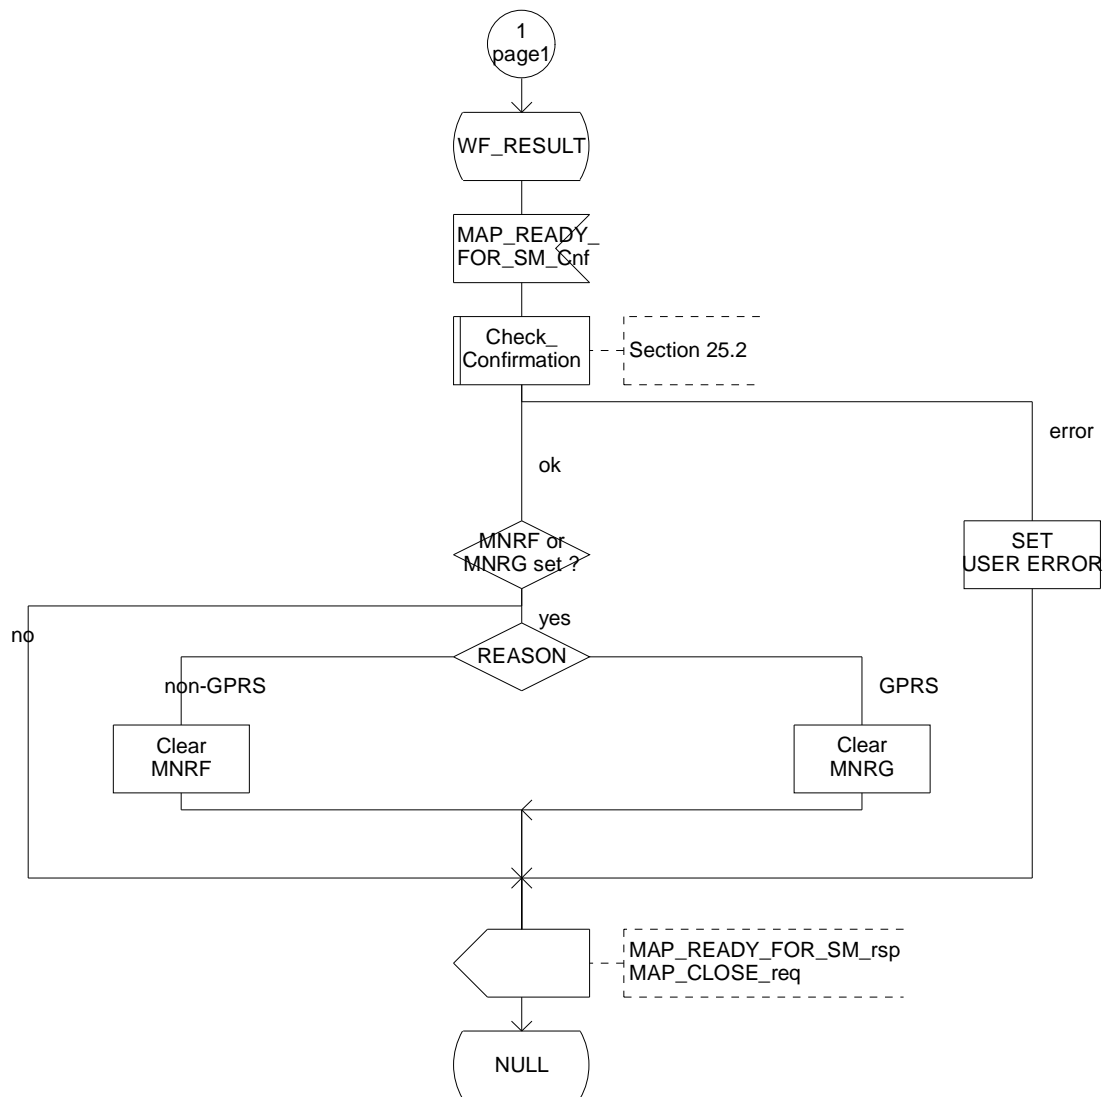 1
page1
WF_RESULT
MAP_READY_
FOR_SM_Cnf
Check_
Confirmation
Section 25.2
error
ok
MNRF or
MNRG set ?
SET
USER ERROR
no
yes
REASON
non-GPRS
GPRS
Clear
MNRF
Clear
MNRG
MAP_READY_FOR_SM_rsp
MAP_CLOSE_req
NULL